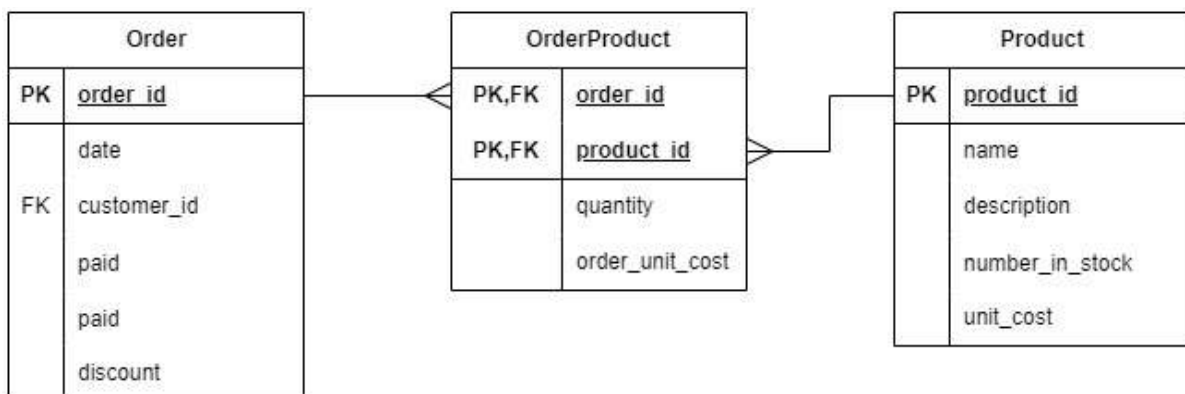 Order
PK order_id
date
FK customer_id
paid
paid
discount
OrderProduct
PK,FK order_id
PK,FK product_id
quantity
order_unit_cost
Product
PK product_id
name
description
number_in_stock
unit_cost